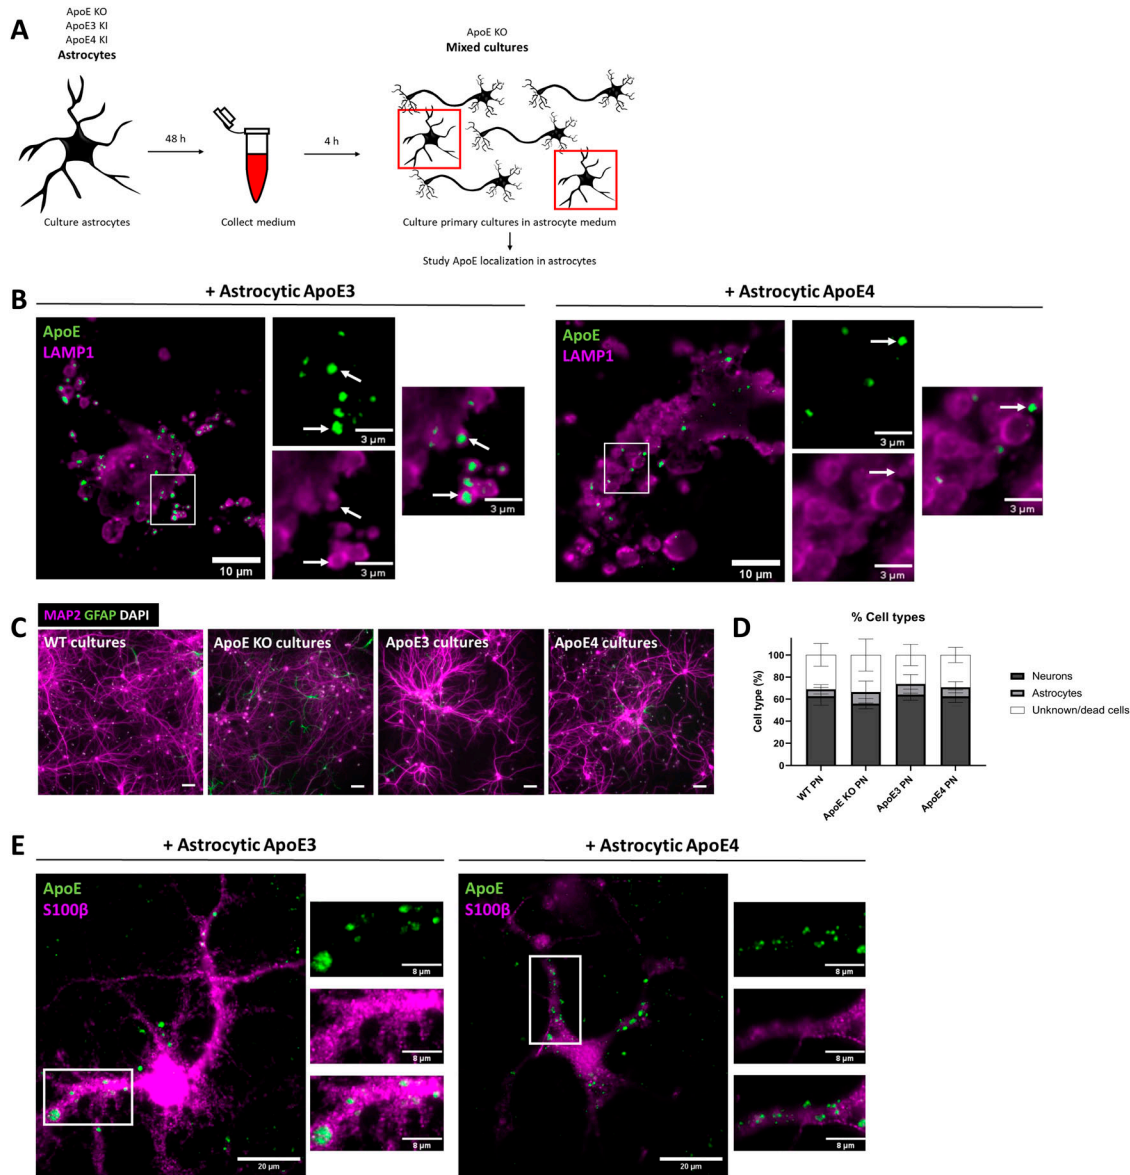 A
ApoE KO
ApoE3 KI
ApoE4 KI
Astrocytes
48 h
4 h
ApoE KO
Mixed cultures
Culture astrocytes
Collect medium
Culture primary cultures in astrocyte medum
Study ApoE localization in astrocytes
B
+ Astrocytic ApoE3
ApoE
LAMP1
10 µm
3 µm
3 µm
3 µm
+ Astrocytic ApoE4
ApoE
LAMP1
10 µm
3 µm
3 µm
3 µm
C
MAP2 GFAP DAPI
WT cultures
ApoE KO cultures
ApoE3 cultures
ApoE4 cultures
D
% Cell types
Cell type (%)
100
80
60
40
20
0
WT PN
ApoE KO PN
ApoE3 PN
ApoE4 PN
Neurons
Astrocytes
Unknown/dead cells
E
+ Astrocytic ApoE3
ApoE
S100β
20 µm
8 µm
8 µm
8 µm
+ Astrocytic ApoE4
ApoE
S100β
20 µm
8 µm
8 µm
8 µm